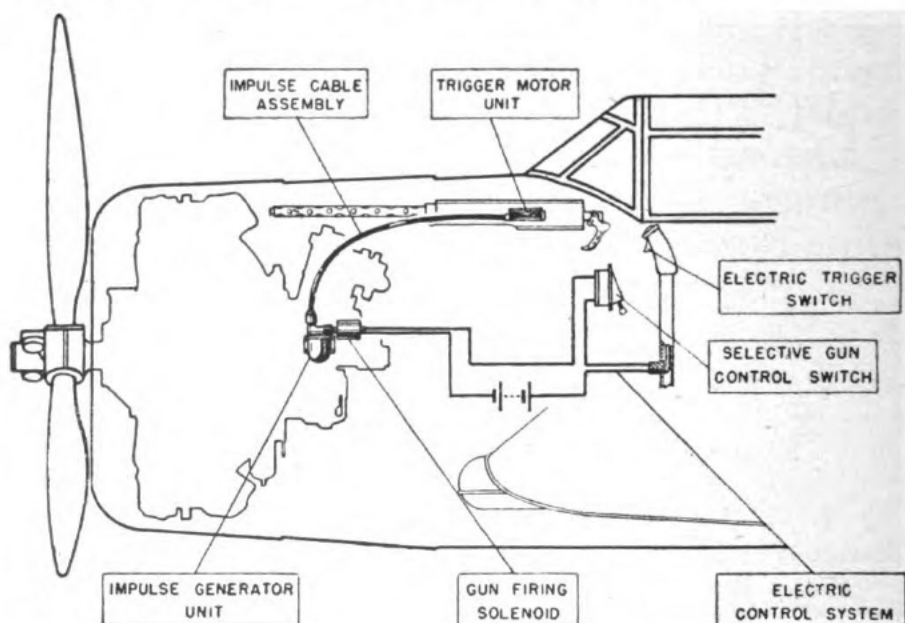 IMPULSE CABLE
ASSEMBLY
TRIGGER MOTOR
UNIT
ELECTRIC TRIGGER
SWITCH
SELECTIVE GUN
CONTROL SWITCH
IMPULSE GENERATOR
UNIT
GUN FIRING
SOLENOID
ELECTRIC
CONTROL SYSTEM